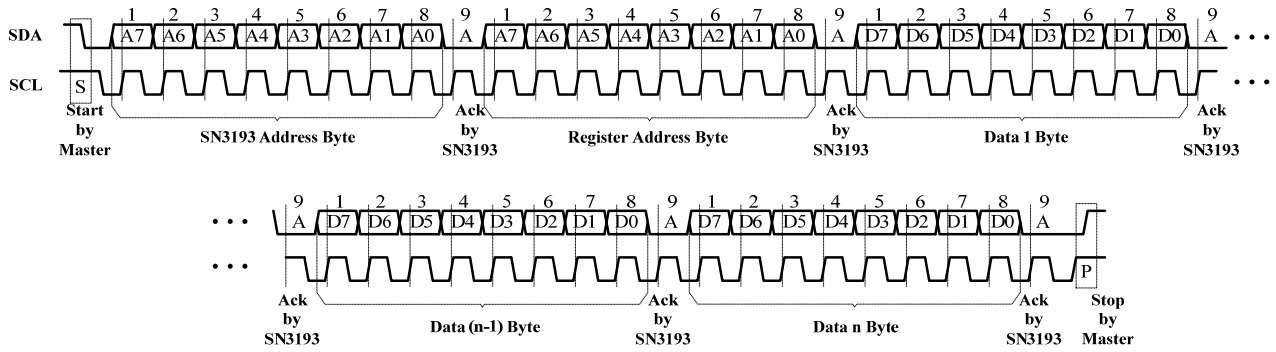 1 2 3 4 5 6 7 8 9 1 2 3 4 5 6 7 8 9 1 2 3 4 5 6 7 8 9
SDA A7 A6 A5 A4 A3 A2 A1 A0 A A7 A6 A5 A4 A3 A2 A1 A0 A D7 D6 D5 D4 D3 D2 D1 D0 A
SCL S
Start by Master
SN3193 Address Byte
Ack by SN3193
Register Address Byte
Ack by SN3193
Data 1 Byte
Ack by SN3193
9 1 2 3 4 5 6 7 8 9 1 2 3 4 5 6 7 8 9
A D7 D6 D5 D4 D3 D2 D1 D0 A D7 D6 D5 D4 D3 D2 D1 D0 A
P
Ack by SN3193
Data (n-1) Byte
Ack by SN3193
Data n Byte
Ack by SN3193
Stop by Master